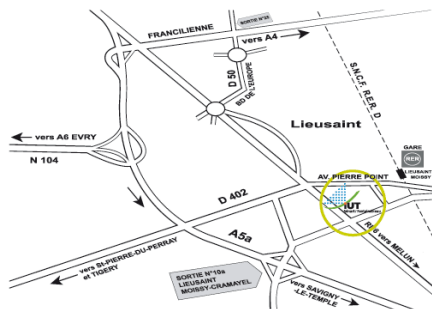 SORTIE N°28
FRANCILIENNE
vers A4
D 50
BD DE L'EUROPE
S.N.C.F. R.E.R. D
Lieusaint
vers A6 EVRY
N 104
GARE
RER
LIEUSAINT
MOISSY
AV. PIERRE POINT
D 402
IUT
A5a
RN6 vers MELUN
vers St-PIERRE-DU-PERRAY
et TIGERY
SORTIE N°10a
LIEUSAINT
MOISSY-CRAMAYEL
vers SAVIGNY
-LE-TEMPLE